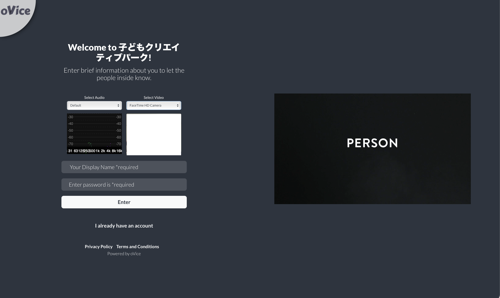 oVice
Welcome to 子どもクリエイ
ティブパーク!
Enter brief information about you to let the
people inside know.
Select Audio
Select Video
Default
FaceTime HD Camera
Your Display Name *required
Enter password is *required
Enter
I already have an account
Privacy Policy Terms and Conditions
Powered by oVice
PERSON